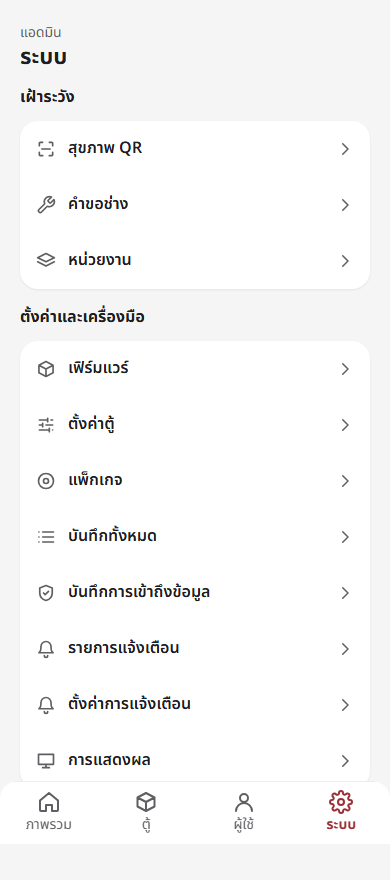 แอดมิน
ระบบ
เฝ้าระวัง
สุขภาพ QR
คำขอช่าง
หน่วยงาน
ตั้งค่าและเครื่องมือ
เฟิร์มแวร์
ตั้งค่าตู้
แพ็กเกจ
บันทึกทั้งหมด
บันทึกการเข้าถึงข้อมูล
รายการแจ้งเตือน
ตั้งค่าการแจ้งเตือน
การแสดงผล
ภาพรวม ตู้ ผู้ใช้ ระบบ